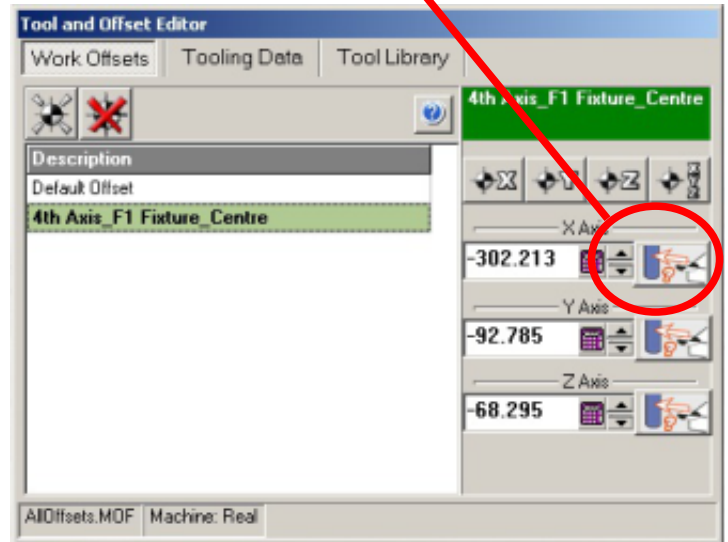 Tool and Offset Editor
Work Offsets Tooling Data Tool Library
4th Axis_F1 Fixture_Centre
Description
Default Offset
4th Axis_F1 Fixture_Centre
X Y Z XYZ
X Axis
-302.213
Y Axis
-92.785
Z Axis
-68.295
AllOffsets.MOF Machine: Real